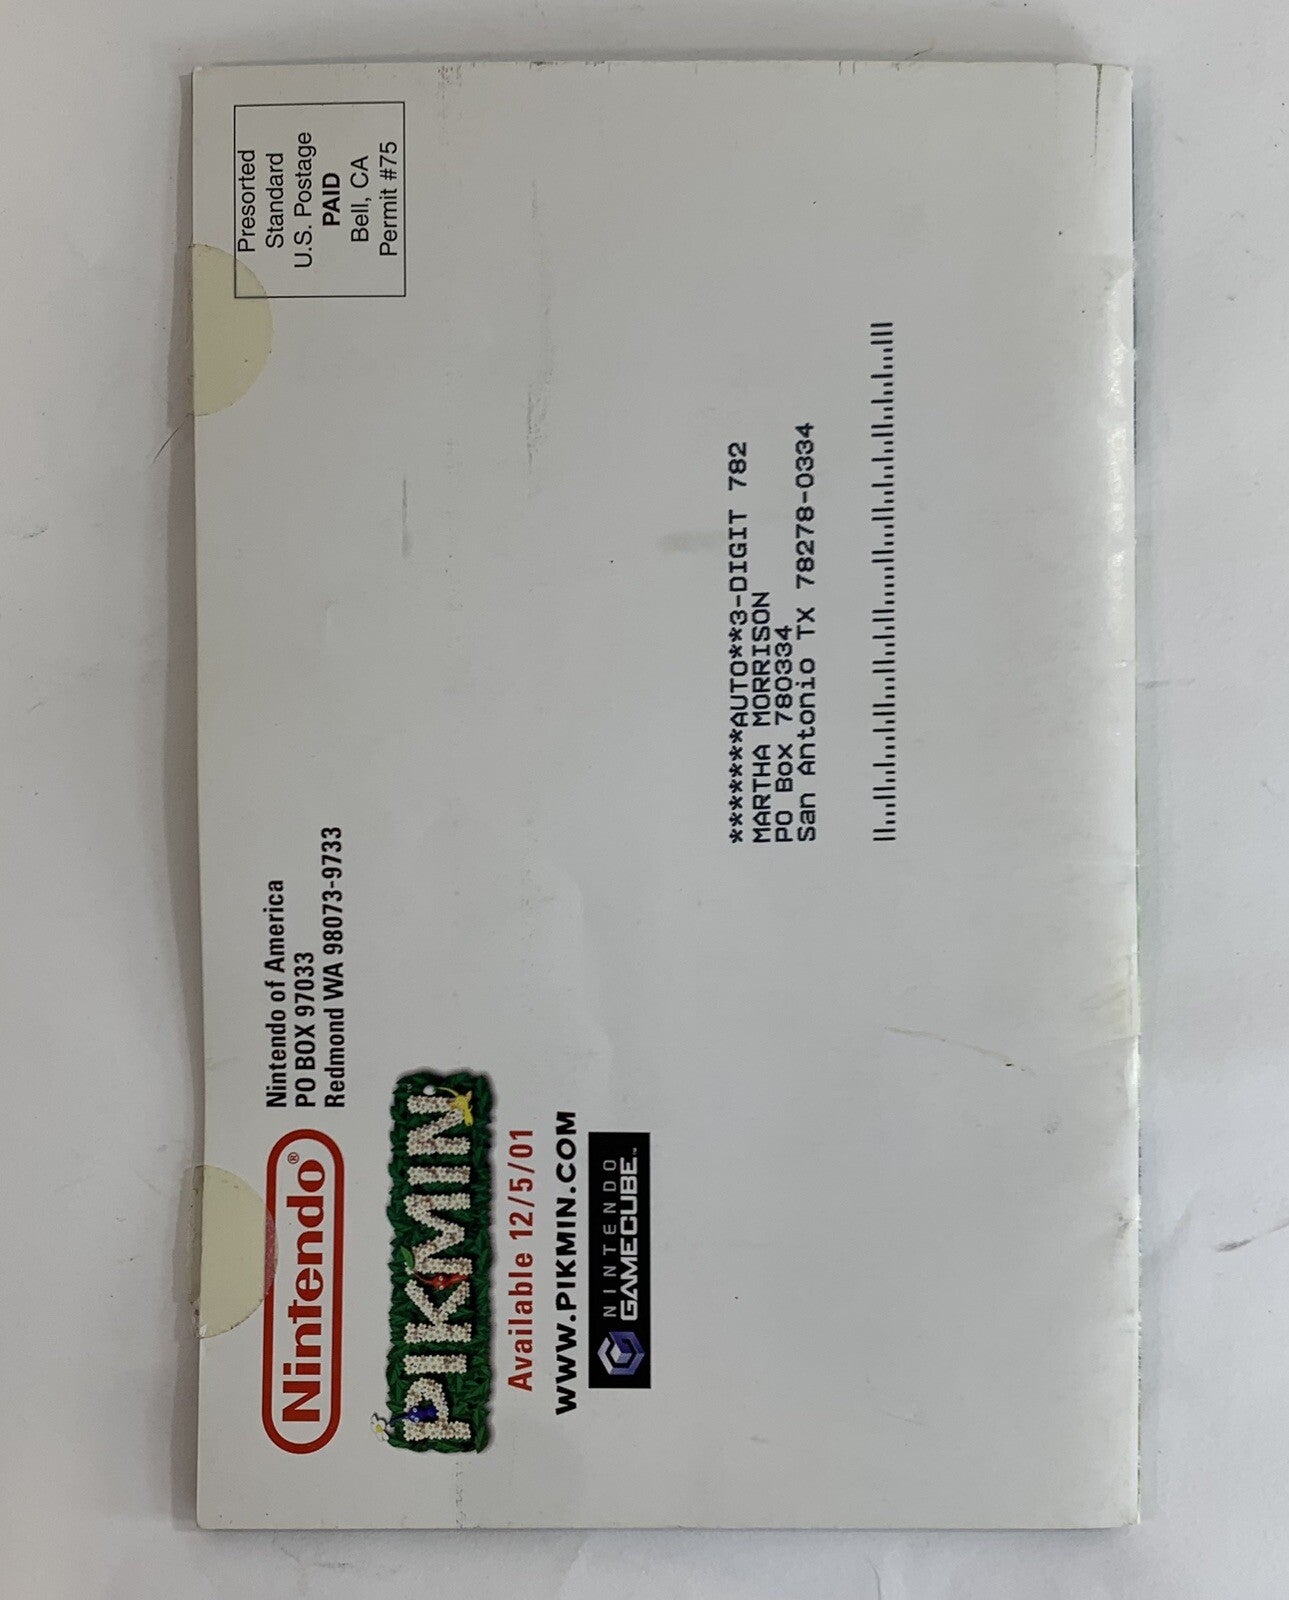 Nintendo®
Nintendo of America
PO BOX 97033
Redmond WA 98073-9733
Presorted
Standard
U.S. Postage
PAID
Bell, CA
Permit #75
PIKMIN
Available 12/5/01
WWW.PIKMIN.COM
NINTENDO
GAMECUBE™
*******AUTO**3-DIGIT 782
MARTHA MORRISON
PO Box 780334
San Antonio TX 78278-0334